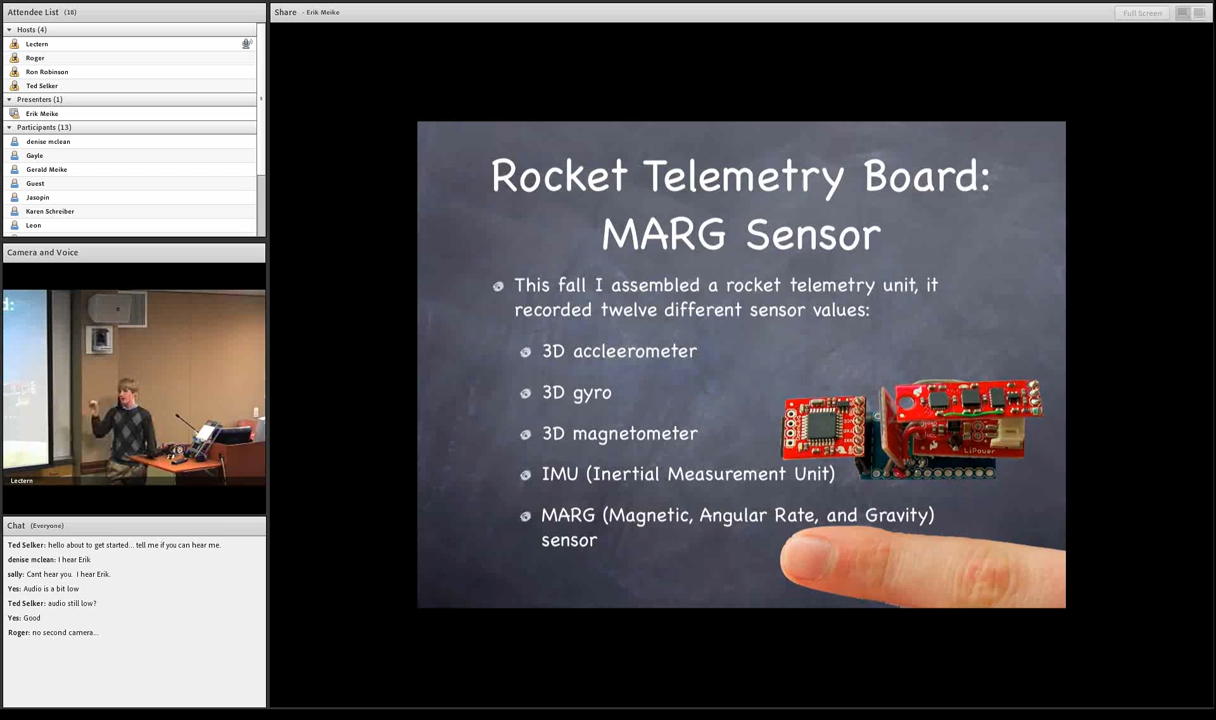 Attendee List (18)
Hosts (4)
Lectern
Roger
Ron Robinson
Ted Selker
Presenters (1)
Erik Meike
Participants (13)
denise mclean
Gayle
Gerald Meike
Guest
Jasopin
Karen Schreiber
Leon
Camera and Voice
d:
Lectern
Chat (Everyone)
Ted Selker: hello about to get started... tell me if you can hear me.
denise mclean: I hear Erik
sally: Cant hear you. I hear Erik.
Yes: Audio is a bit low
Ted Selker: audio still low?
Yes: Good
Roger: no second camera...
Share - Erik Meike
Full Screen
Rocket Telemetry Board:
MARG Sensor
This fall I assembled a rocket telemetry unit, it
recorded twelve different sensor values:
3D accleerometer
3D gyro
3D magnetometer
IMU (Inertial Measurement Unit)
MARG (Magnetic, Angular Rate, and Gravity)
sensor
LiPower